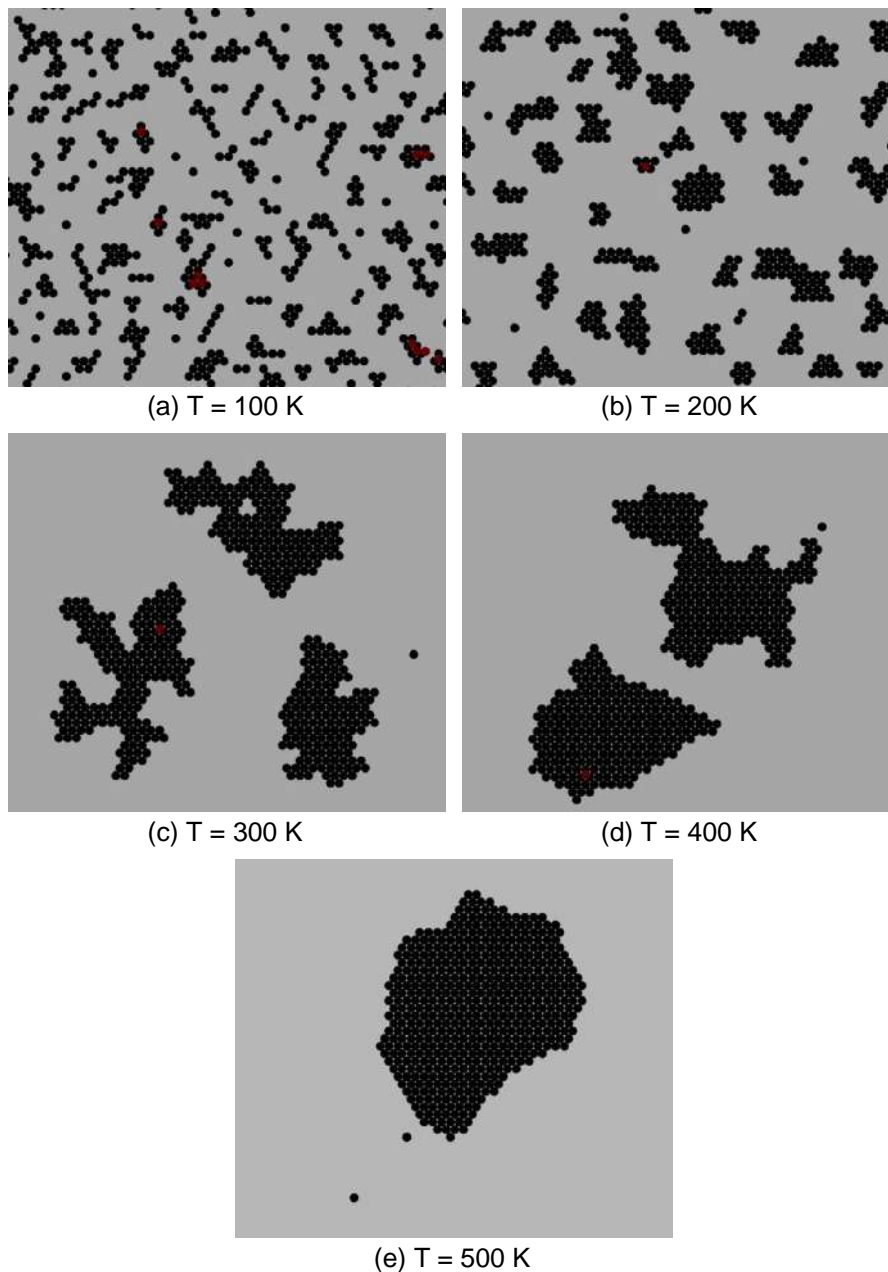 (a) T = 100 K
(b) T = 200 K
(c) T = 300 K
(d) T = 400 K
(e) T = 500 K